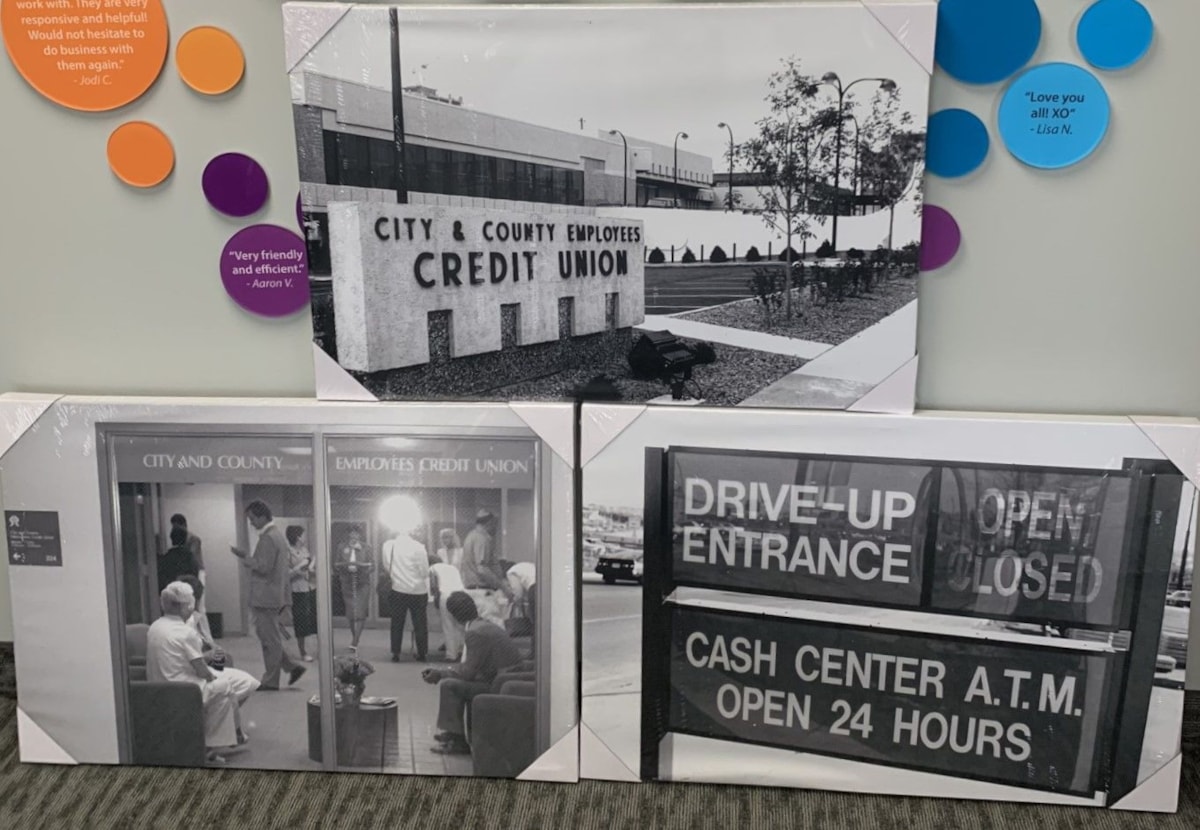 work with. They are very
responsive and helpful!
Would not hesitate to
do business with
them again."
- Jodi C.
"Love you
all! XO"
- Lisa N.
"Very friendly
and efficient."
- Aaron V.
CITY & COUNTY EMPLOYEES
CREDIT UNION
CITY AND COUNTY
EMPLOYEES CREDIT UNION
DRIVE-UP
ENTRANCE
OPEN
CLOSED
CASH CENTER A.T.M.
OPEN 24 HOURS